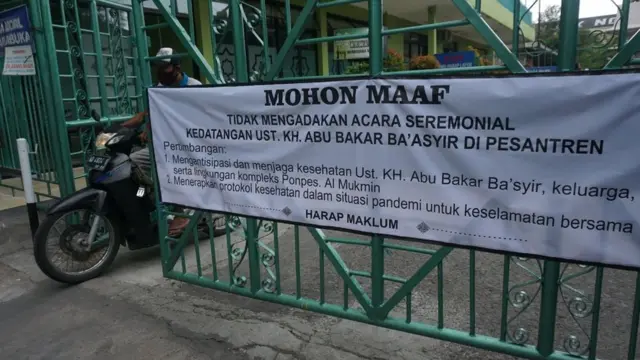 MOHON MAAF
TIDAK MENGADAKAN ACARA SEREMONIAL
KEDATANGAN UST. KH. ABU BAKAR BA'ASYIR DI PESANTREN
Pertimbangan:
1. Mengantisipasi dan menjaga kesehatan Ust. KH. Abu Bakar Ba'syir, keluarga,
serta lingkungan kompleks Ponpes. Al Mukmin
1. Menerapkan protokol kesehatan dalam situasi pandemi untuk keselamatan bersama
HARAP MAKLUM